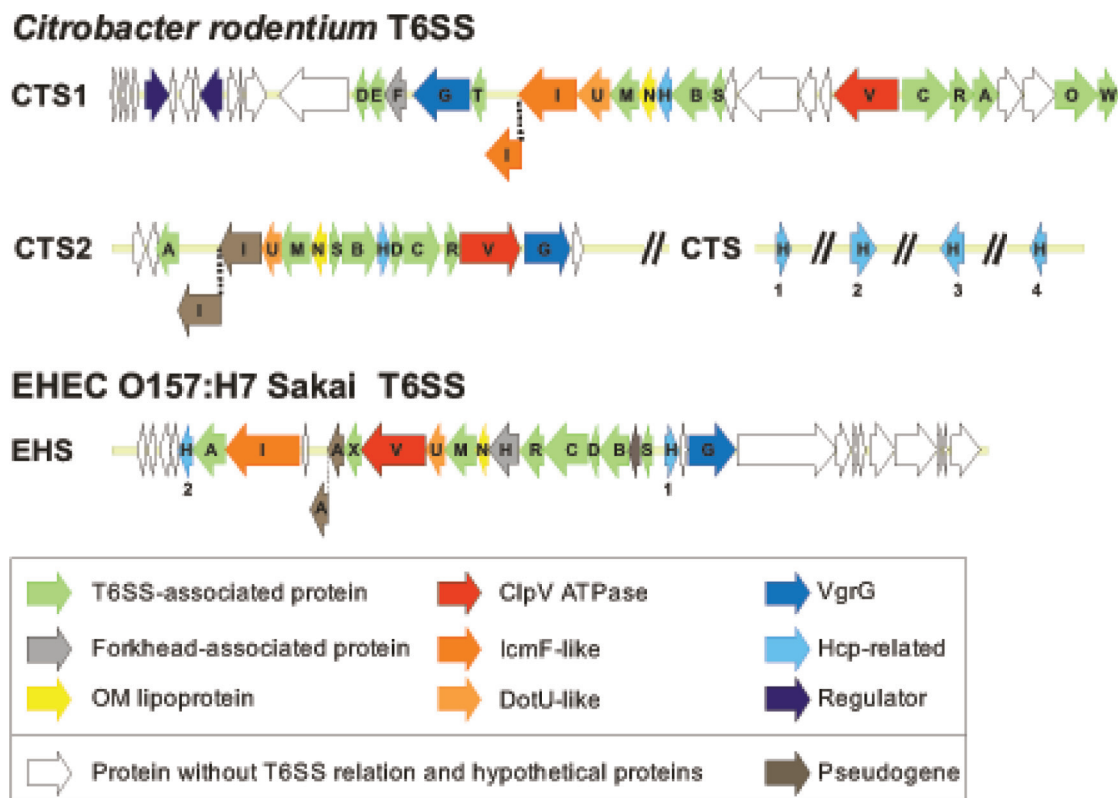 Citrobacter rodentium T6SS
CTS1 D E F G T I U M N H B S V C R A O W
I
CTS2 A I U M N S B H D C R V G // CTS H // H // H // H
1 2 3 4
I
EHEC O157:H7 Sakai T6SS
EHS H A I A X V U M N H R C D B S H G
2 1
A
T6SS-associated protein ClpV ATPase VgrG
Forkhead-associated protein IcmF-like Hcp-related
OM lipoprotein DotU-like Regulator
Protein without T6SS relation and hypothetical proteins Pseudogene